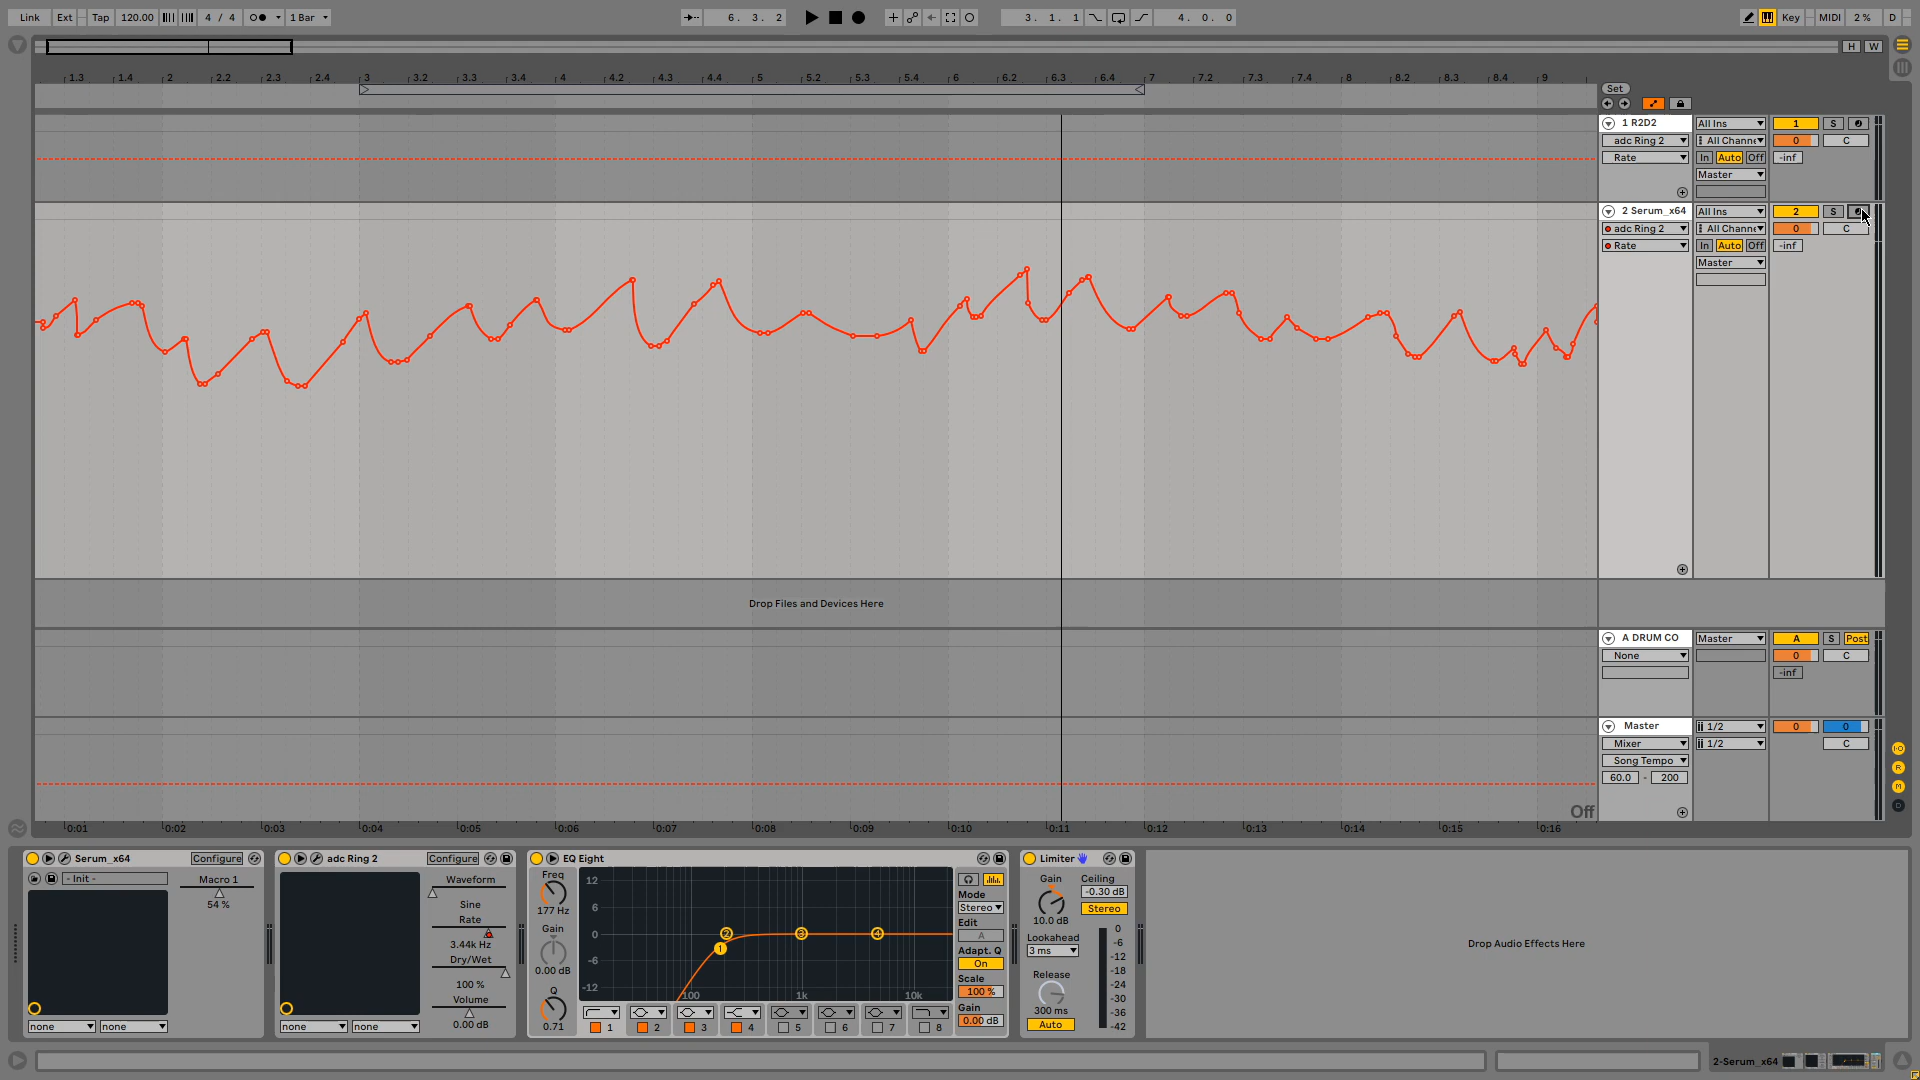 Link Ext Tap 120.00 4 / 4 1 Bar 6. 3. 2 3. 1. 1 4. 0. 0 Key MIDI 2 % D
H W
1.3 1.4 2 2.2 2.3 2.4 3 3.2 3.3 3.4 4 4.2 4.3 4.4 5 5.2 5.3 5.4 6 6.2 6.3 6.4 7 7.2 7.3 7.4 8 8.2 8.3 8.4 9
Set
1 R2D2 All Ins 1 S
adc Ring 2 All Channe 0 C
Rate In Auto Off -inf
Master
2 Serum_x64 All Ins 2 S
adc Ring 2 All Channe 0 C
Rate In Auto Off -inf
Master
Drop Files and Devices Here
A DRUM CO Master A S Post
None 0 C
-inf
Master 1/2 0 0
Mixer 1/2 C
Song Tempo
60.0 - 200
Off
0:01 0:02 0:03 0:04 0:05 0:06 0:07 0:08 0:09 0:10 0:11 0:12 0:13 0:14 0:15 0:16
Serum_x64 Configure
- Init -
Macro 1
54 %
none none
adc Ring 2 Configure
Waveform
Sine
Rate
3.44k Hz
Dry/Wet
100 %
Volume
0.00 dB
none none
EQ Eight
Freq
177 Hz
Gain
0.00 dB
Q
0.71
12
6
0
-6
-12
100 1k 10k
1 2 3 4
1 2 3 4 5 6 7 8
Mode
Stereo
Edit
A
Adapt. Q
On
Scale
100 %
Gain
0.00 dB
Limiter
Gain
10.0 dB
Ceiling
-0.30 dB
Stereo
Lookahead
3 ms
Release
300 ms
Auto
0
-6
-12
-18
-24
-30
-36
-42
Drop Audio Effects Here
2-Serum_x64